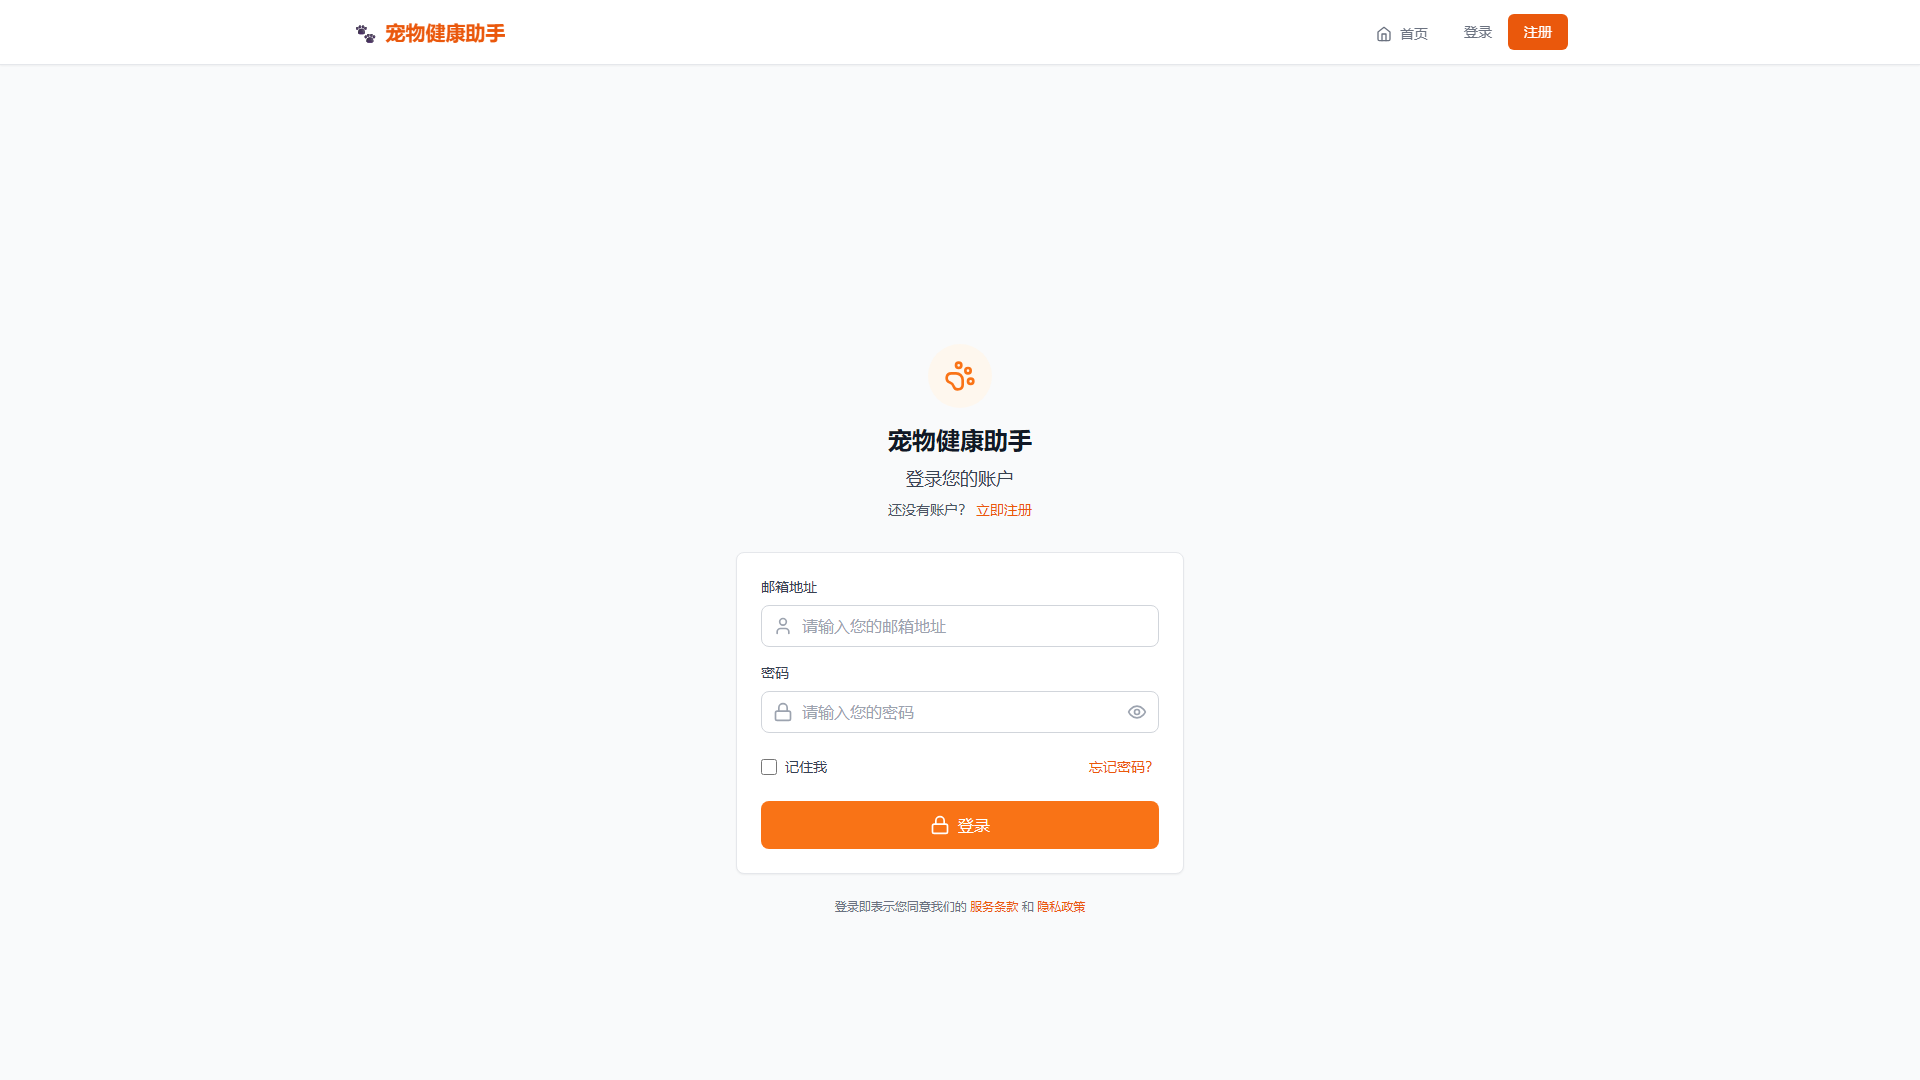 宠物健康助手
首页
登录
注册
宠物健康助手
登录您的账户
还没有账户? 立即注册
邮箱地址
请输入您的邮箱地址
密码
请输入您的密码
记住我
忘记密码?
登录
登录即表示您同意我们的 服务条款 和 隐私政策